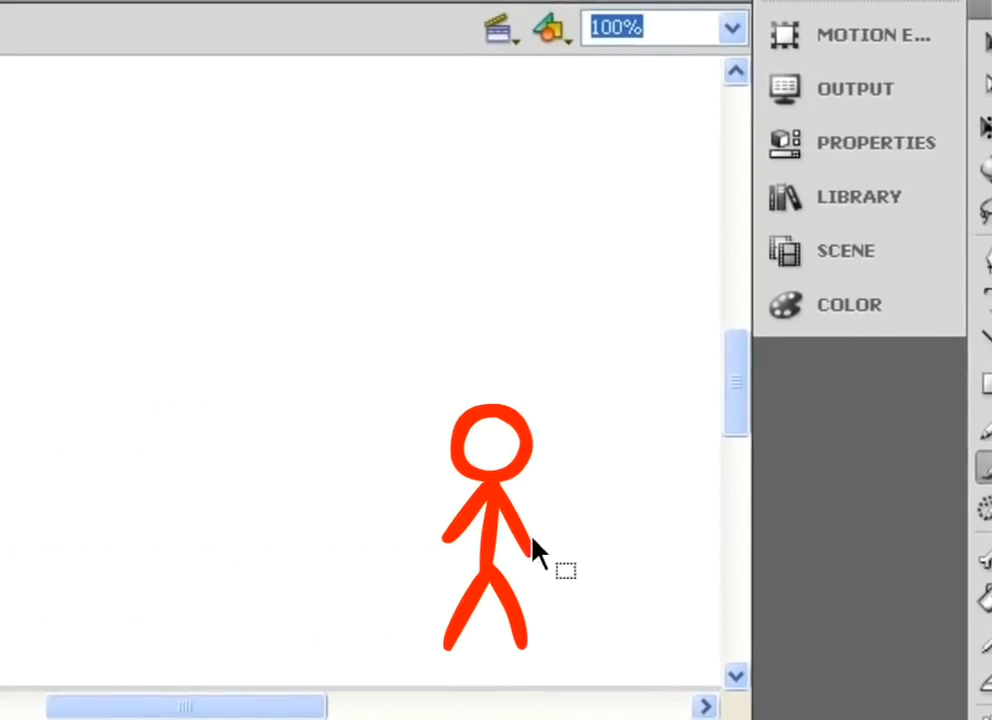 100%
MOTION E...
OUTPUT
PROPERTIES
LIBRARY
SCENE
COLOR